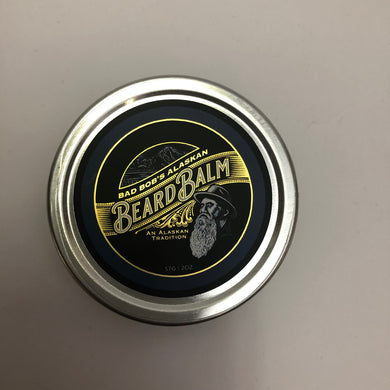 BAD BOB'S ALASKAN
BEARD BALM
AN ALASKAN
TRADITION
57G | 2OZ